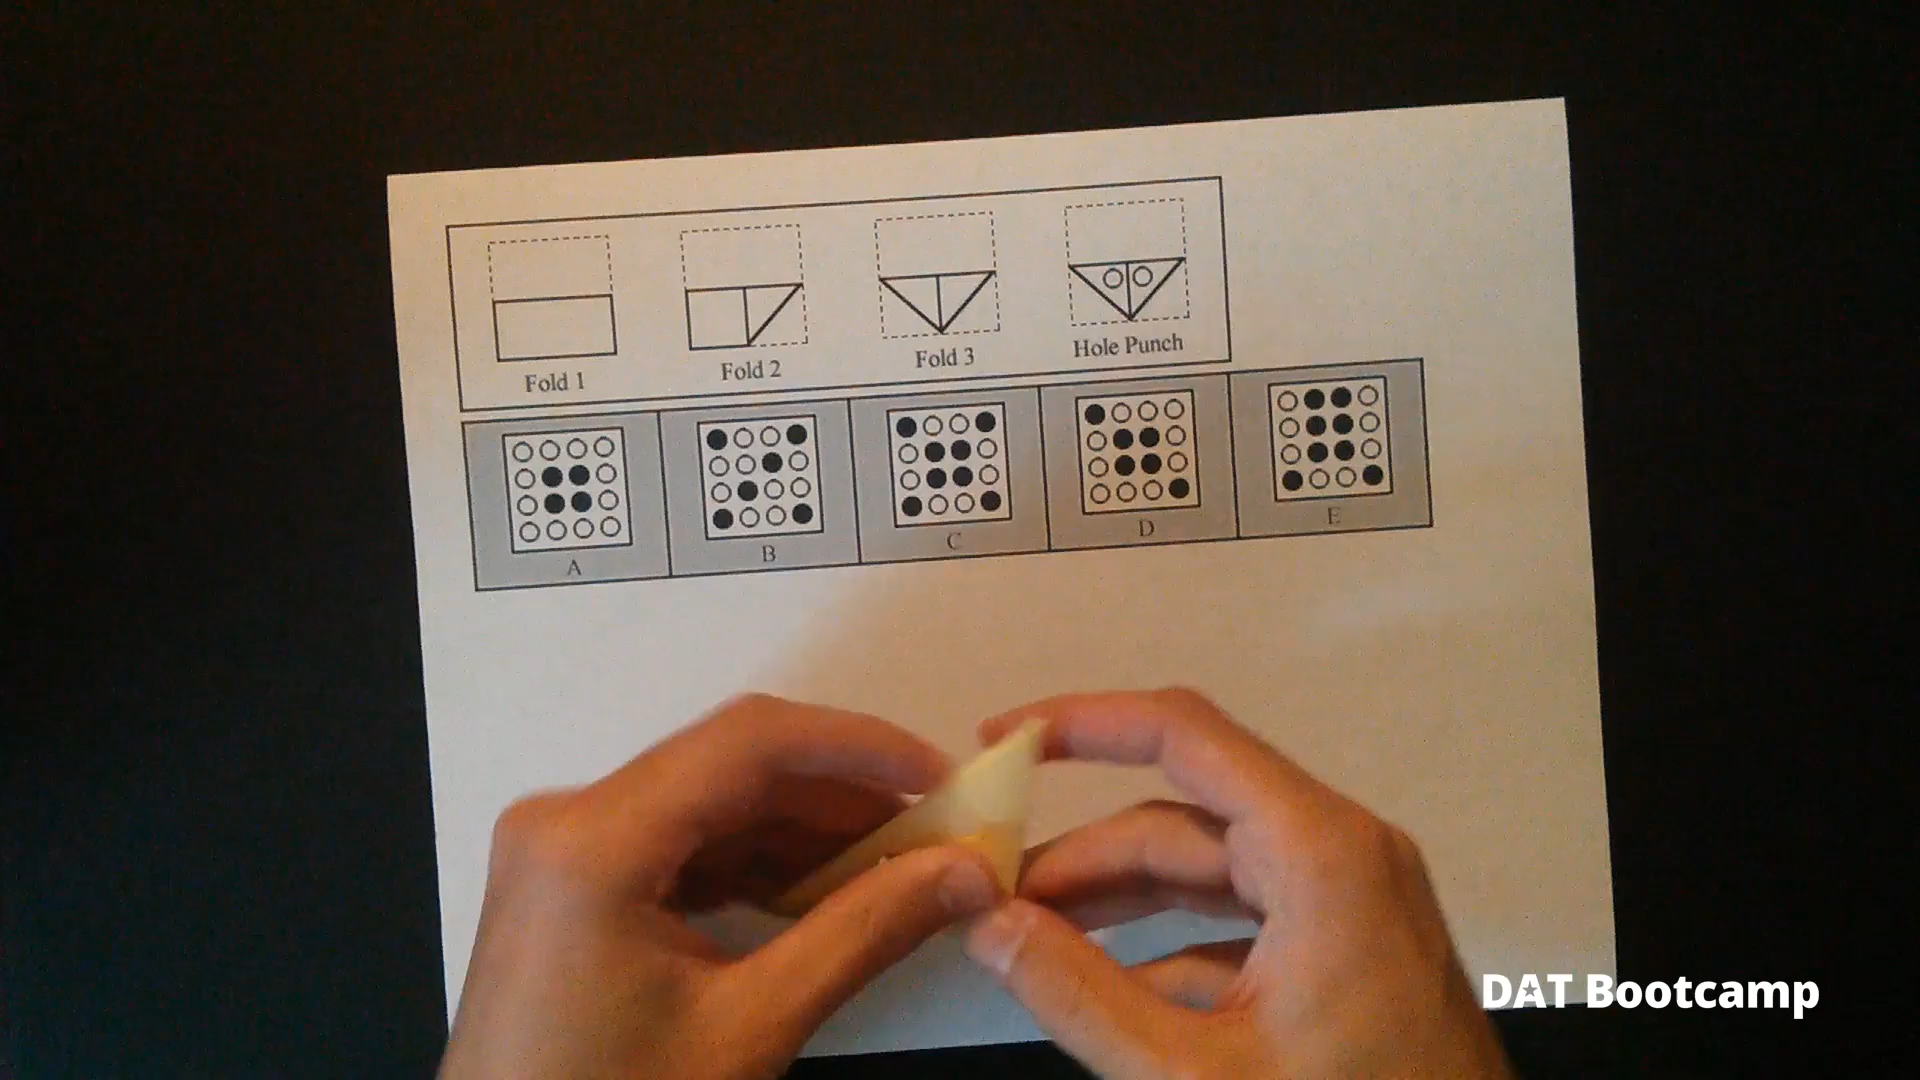 Fold 1
Fold 2
Fold 3
Hole Punch
A
B
C
D
E
DAT Bootcamp